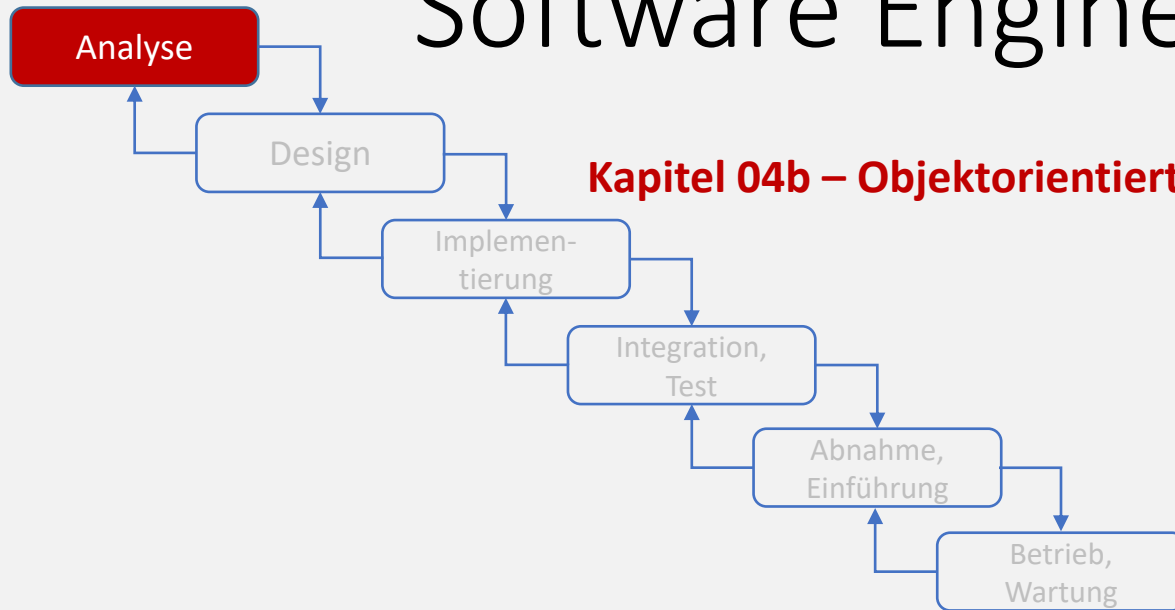 Software Engine
Analyse
Design
Kapitel 04b – Objektorientiert
Implemen-
tierung
Integration,
Test
Abnahme,
Einführung
Betrieb,
Wartung